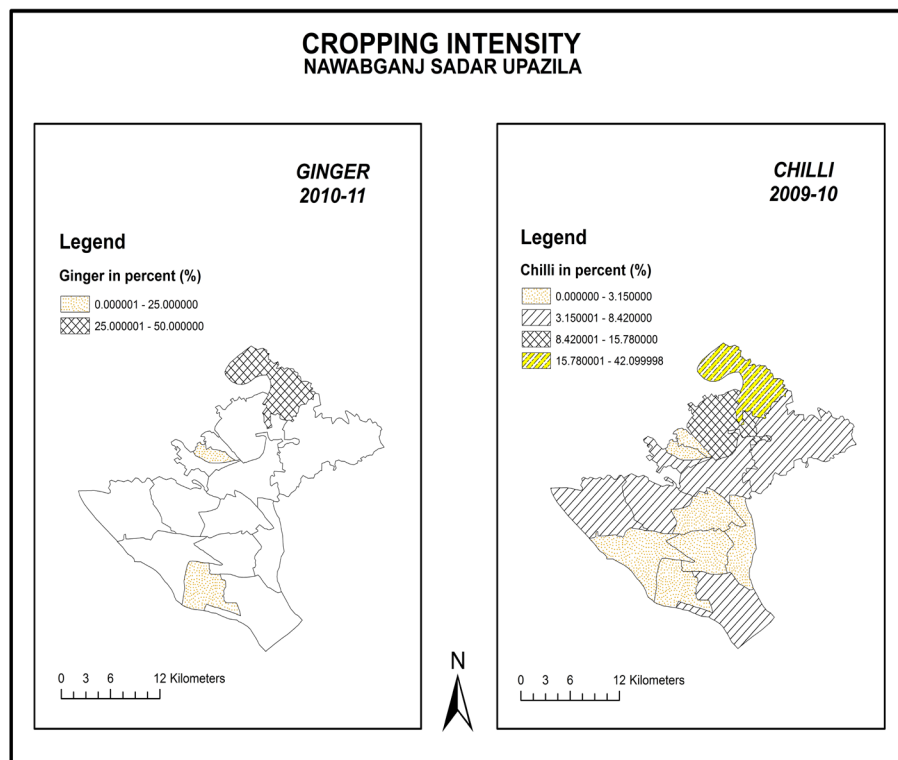 CROPPING INTENSITY
NAWABGANJ SADAR UPAZILA
GINGER
2010-11
Legend
Ginger in percent (%)
0.000001 - 25.000000
25.000001 - 50.000000
0 3 6 12 Kilometers
CHILLI
2009-10
Legend
Chilli in percent (%)
0.000000 - 3.150000
3.150001 - 8.420000
8.420001 - 15.780000
15.780001 - 42.099998
0 3 6 12 Kilometers
N